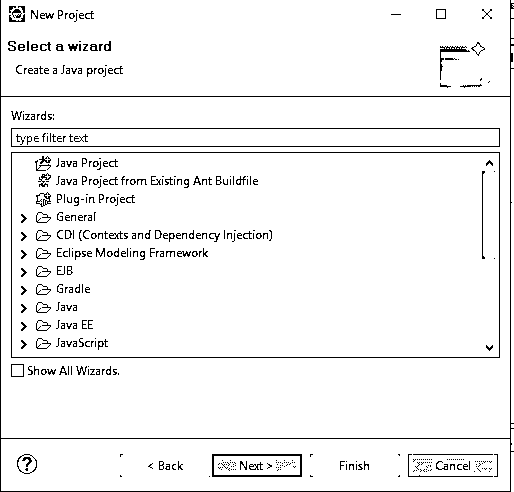 New Project
Select a wizard
Create a Java project
Wizards:
type filter text
Java Project
Java Project from Existing Ant Buildfile
Plug-in Project
General
CDI (Contexts and Dependency Injection)
Eclipse Modeling Framework
EJB
Gradle
Java
Java EE
JavaScript
Show All Wizards.
? < Back Next > Finish Cancel